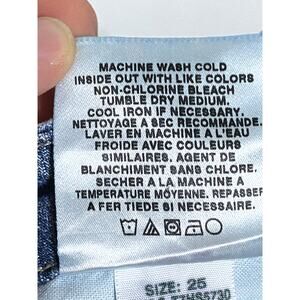 MACHINE WASH COLD
INSIDE OUT WITH LIKE COLORS
NON-CHLORINE BLEACH
TUMBLE DRY MEDIUM.
COOL IRON IF NECESSARY.
NETTOYAGE A SEC RECOMMANDE.
LAVER EN MACHINE A L'EAU
FROIDE AVEC COULEURS
SIMILAIRES. AGENT DE
BLANCHIMENT SANS CHLORE.
SECHER A LA MACHINE A
TEMPERATURE MOYENNE. REPASSER
A FER TIEDE SI NECESSAIRE.
SIZE: 25